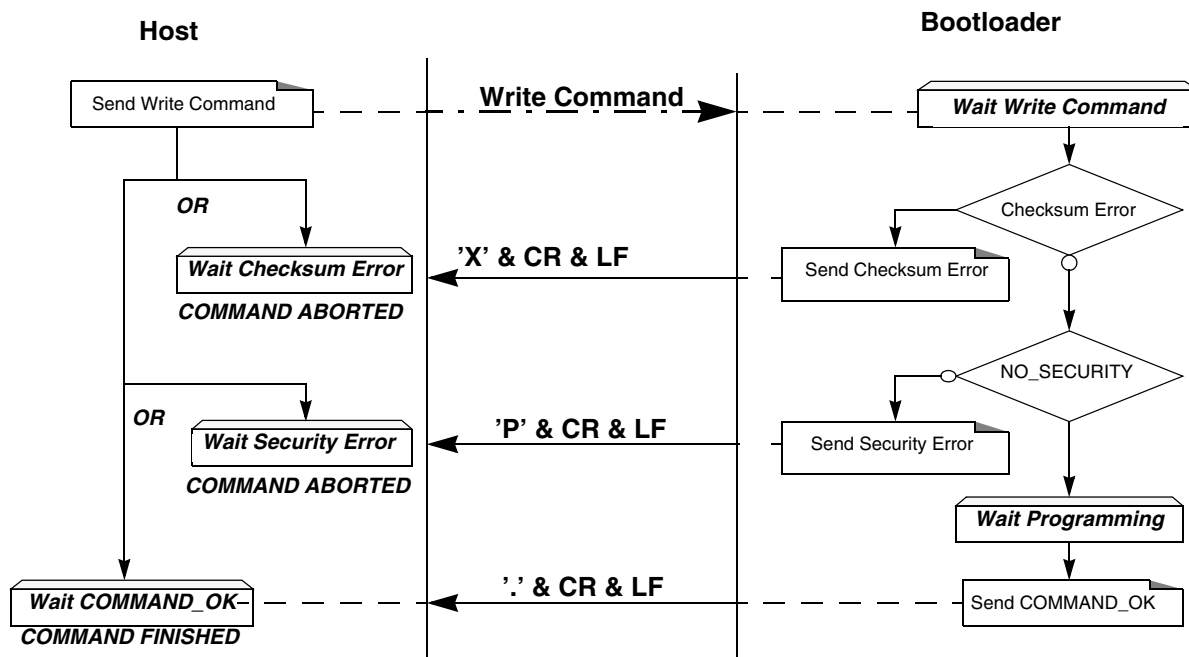 Host
Bootloader
Send Write Command
Write Command
Wait Write Command
OR
Checksum Error
Wait Checksum Error
’X’ & CR & LF
Send Checksum Error
COMMAND ABORTED
NO_SECURITY
OR
Wait Security Error
’P’ & CR & LF
Send Security Error
COMMAND ABORTED
Wait Programming
Wait COMMAND_OK
’.’ & CR & LF
Send COMMAND_OK
COMMAND FINISHED